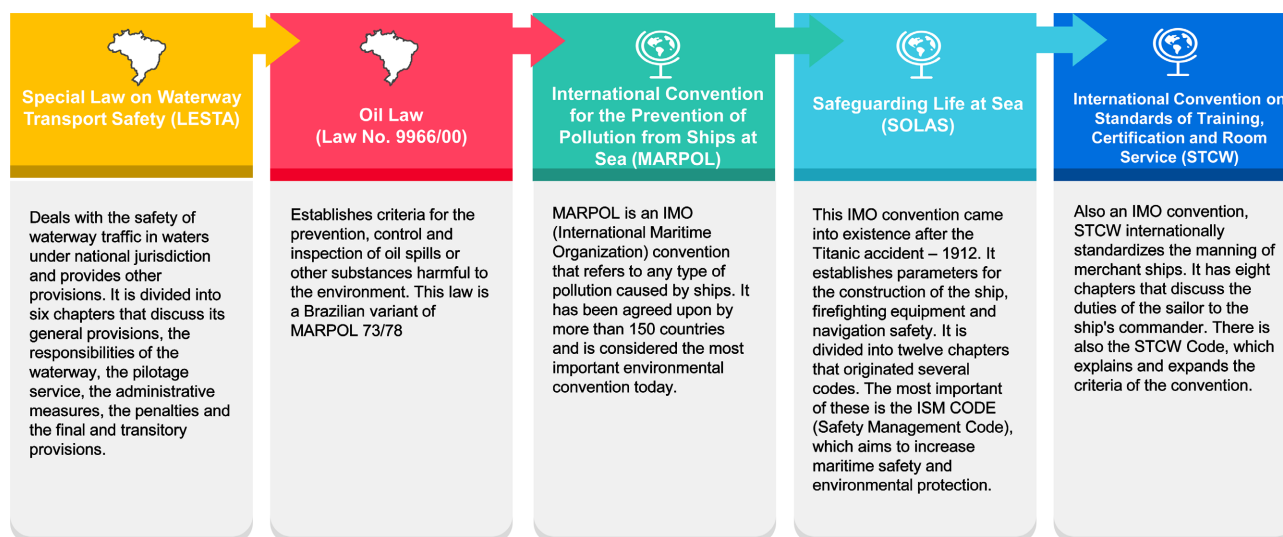 Special Law on Waterway
Transport Safety (LESTA)
Deals with the safety of
waterway traffic in waters
under national jurisdiction
and provides other
provisions. It is divided into
six chapters that discuss its
general provisions, the
responsibilities of the
waterway, the pilotage
service, the administrative
measures, the penalties and
the final and transitory
provisions.
Oil Law
(Law No. 9966/00)
Establishes criteria for the
prevention, control and
inspection of oil spills or
other substances harmful to
the environment. This law is
a Brazilian variant of
MARPOL 73/78
International Convention
for the Prevention of
Pollution from Ships at
Sea (MARPOL)
MARPOL is an IMO
(International Maritime
Organization) convention
that refers to any type of
pollution caused by ships. It
has been agreed upon by
more than 150 countries
and is considered the most
important environmental
convention today.
Safeguarding Life at Sea
(SOLAS)
This IMO convention came
into existence after the
Titanic accident – 1912. It
establishes parameters for
the construction of the ship,
firefighting equipment and
navigation safety. It is
divided into twelve chapters
that originated several
codes. The most important
of these is the ISM CODE
(Safety Management Code),
which aims to increase
maritime safety and
environmental protection.
International Convention on
Standards of Training,
Certification and Room
Service (STCW)
Also an IMO convention,
STCW internationally
standardizes the manning of
merchant ships. It has eight
chapters that discuss the
duties of the sailor to the
ship's commander. There is
also the STCW Code, which
explains and expands the
criteria of the convention.